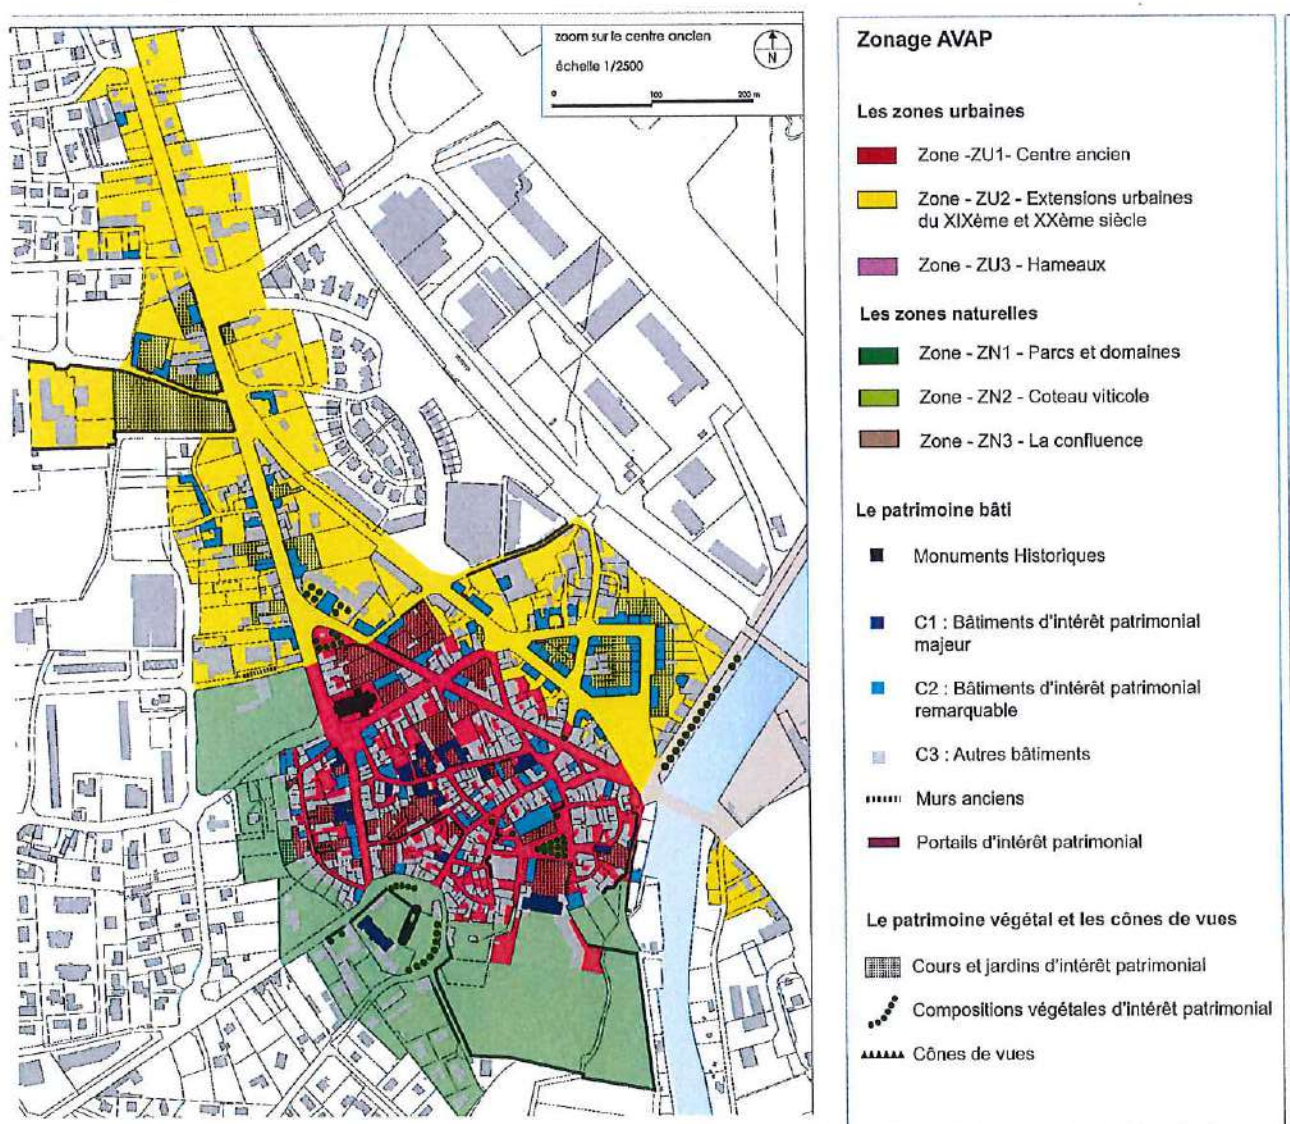 zoom sur le centre ancien
échelle 1/2500
N
0 100 200 m
Zonage AVAP
Les zones urbaines
Zone -ZU1- Centre ancien
Zone - ZU2 - Extensions urbaines
du XIXème et XXème siècle
Zone - ZU3 - Hameaux
Les zones naturelles
Zone - ZN1 - Parcs et domaines
Zone - ZN2 - Coteau viticole
Zone - ZN3 - La confluence
Le patrimoine bâti
Monuments Historiques
C1 : Bâtiments d'intérêt patrimonial
majeur
C2 : Bâtiments d'intérêt patrimonial
remarquable
C3 : Autres bâtiments
Murs anciens
Portails d'intérêt patrimonial
Le patrimoine végétal et les cônes de vues
Cours et jardins d'intérêt patrimonial
Compositions végétales d'intérêt patrimonial
Cônes de vues